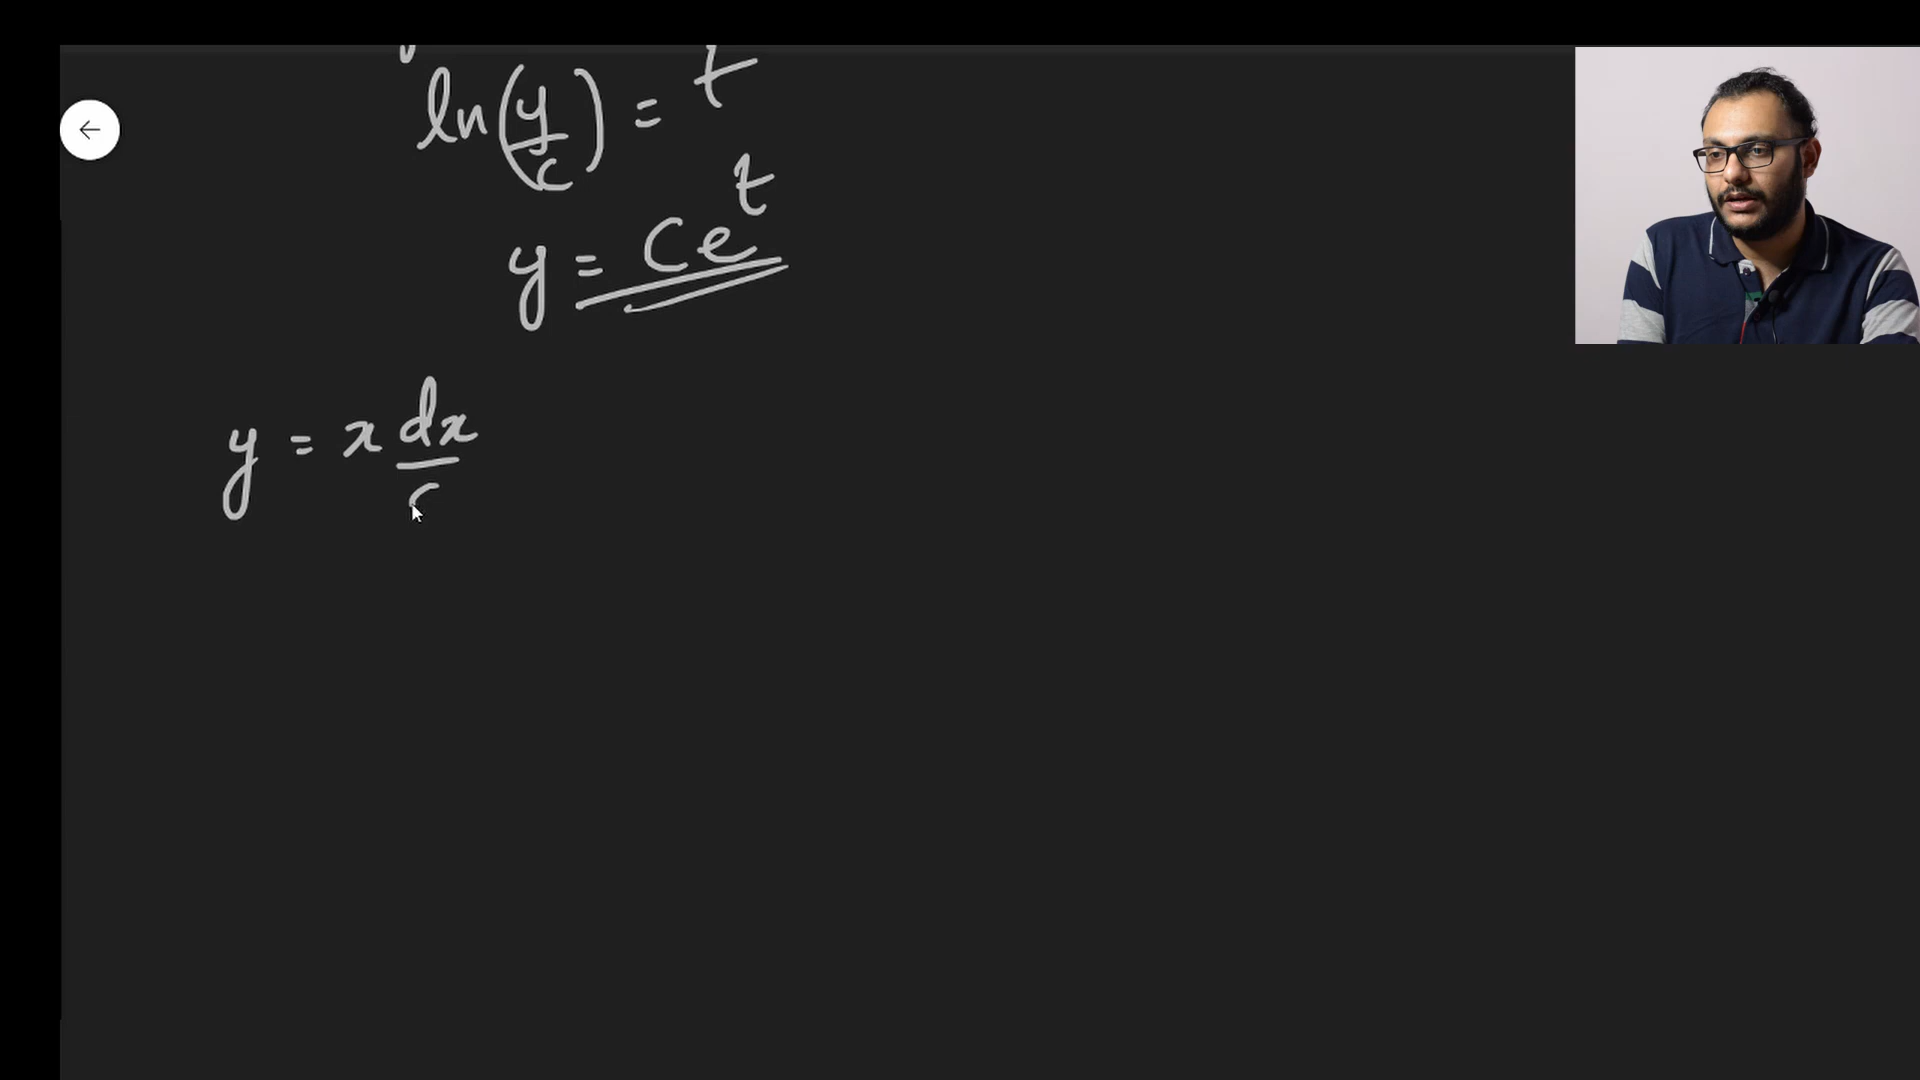 ln(y/c) = t
y = Ce^t
y = x dx/